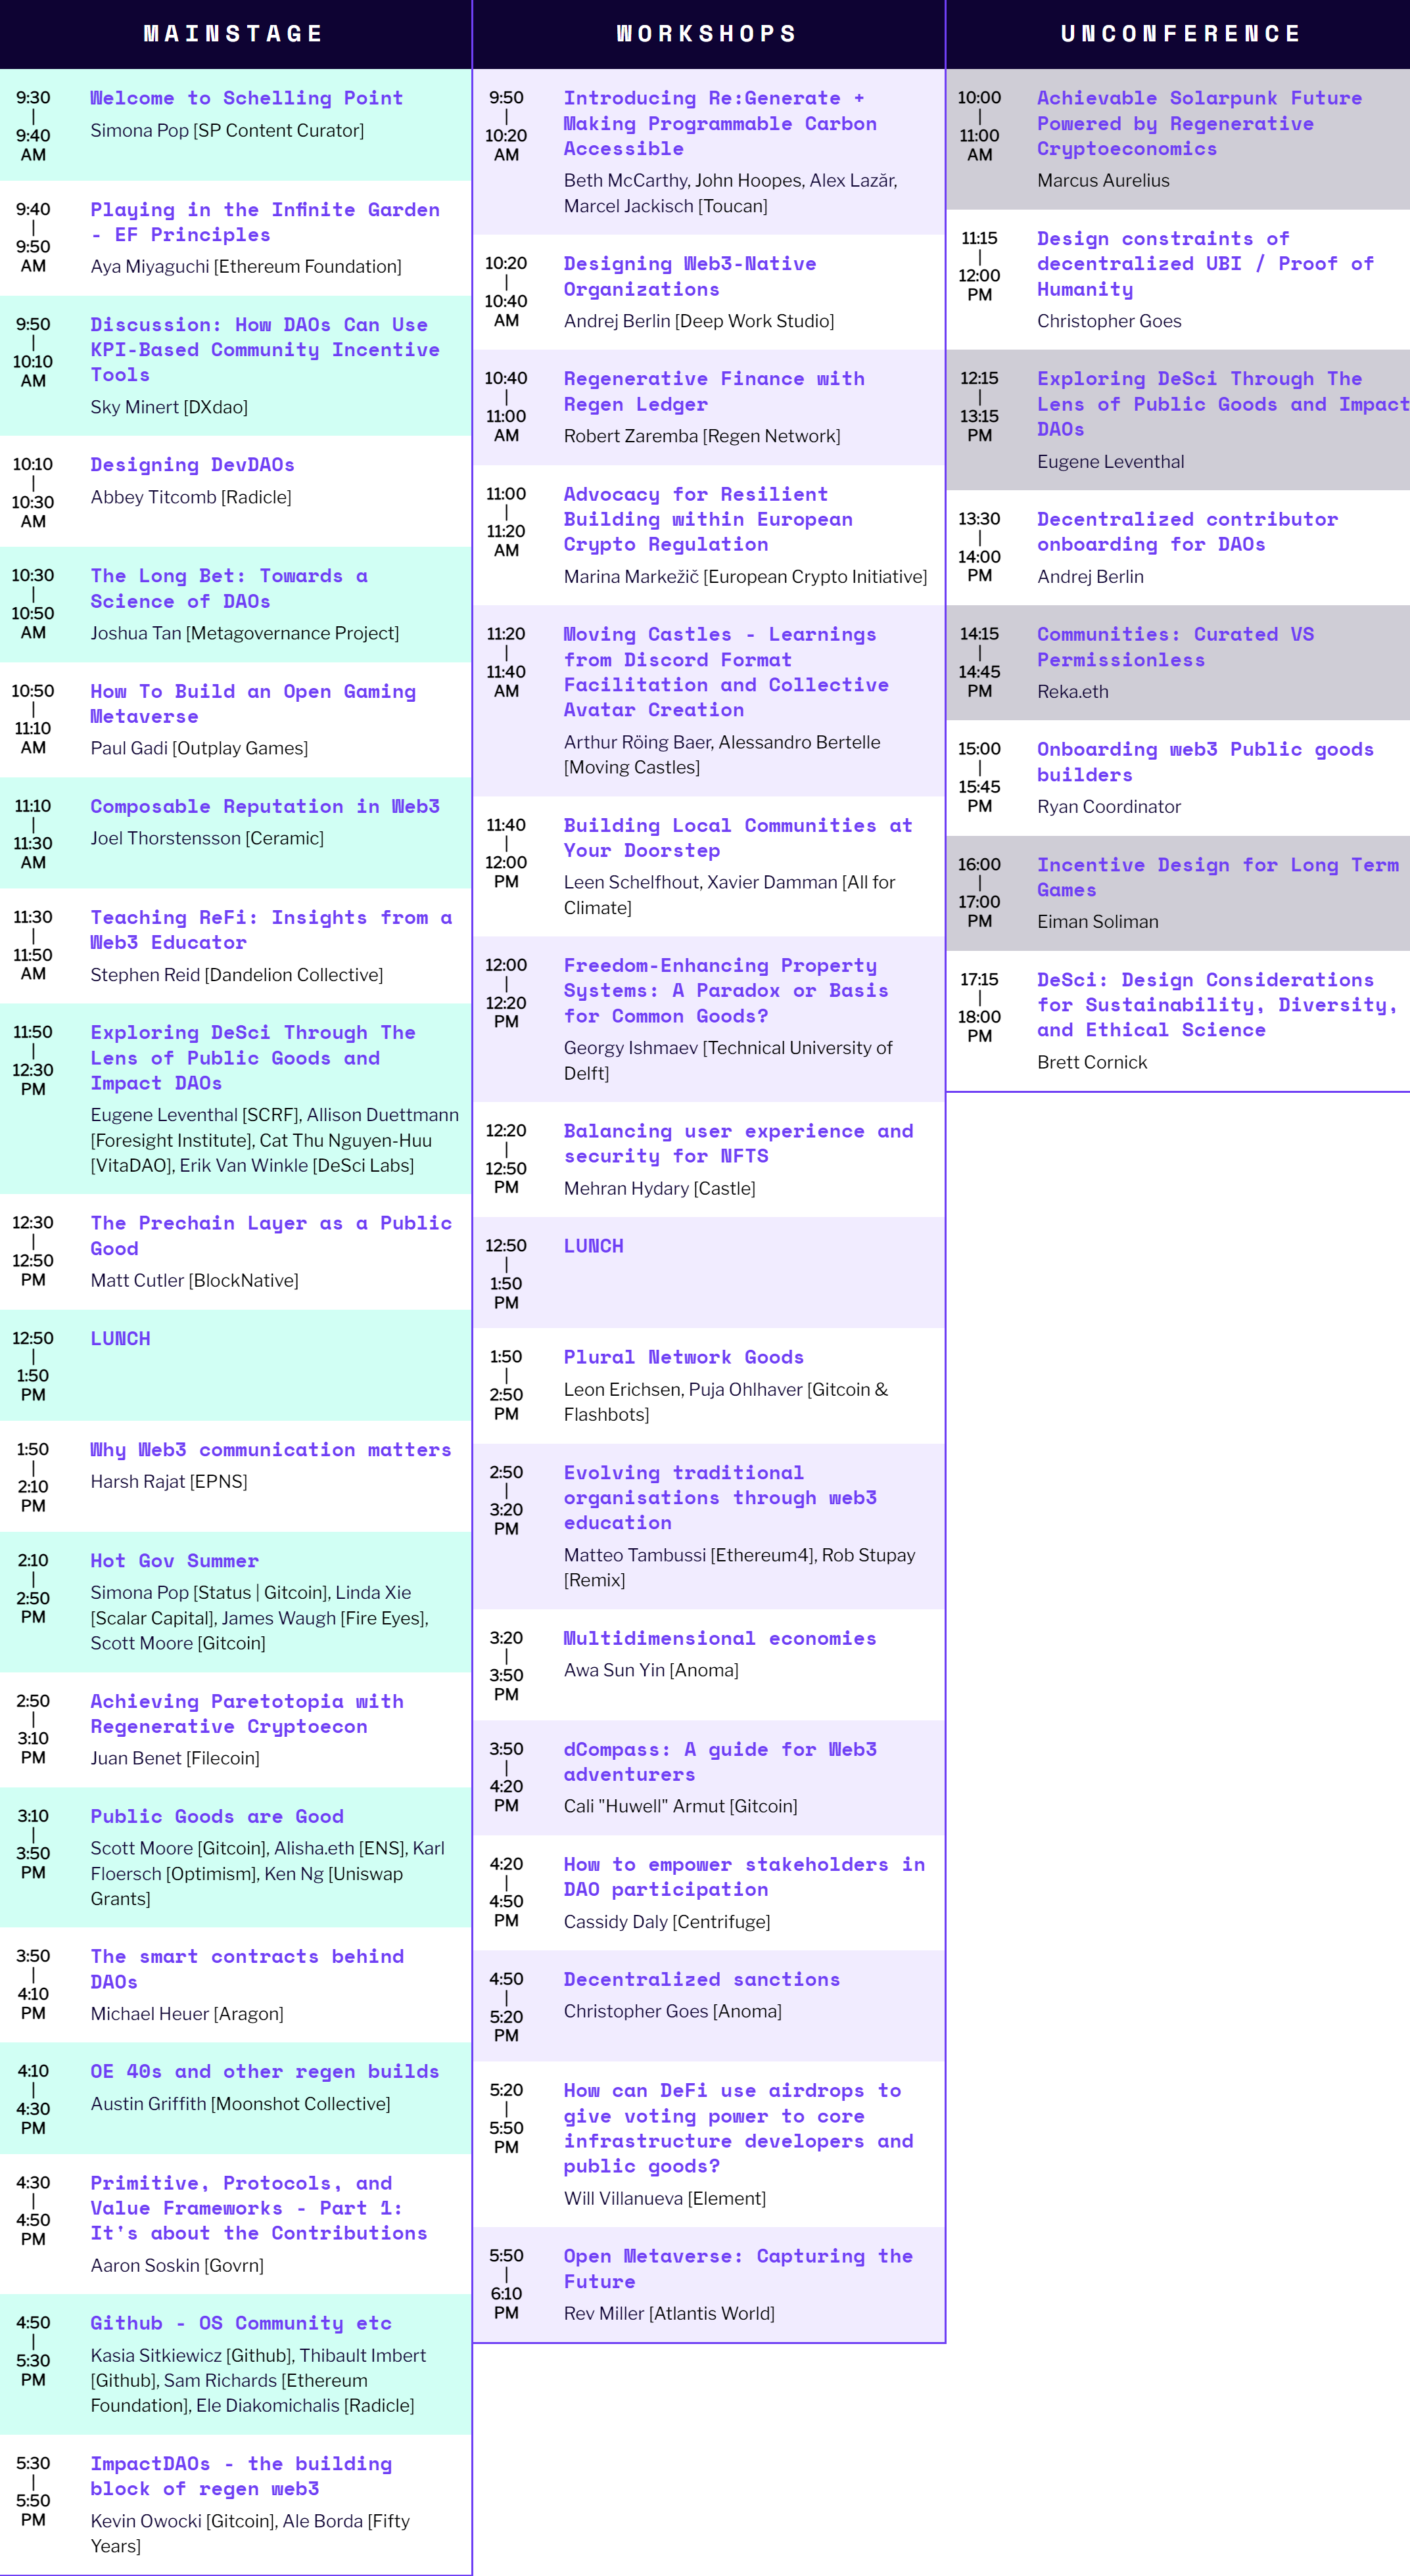 MAINSTAGE
9:30
|
9:40
AM
Welcome to Schelling Point
Simona Pop [SP Content Curator]
9:40
|
9:50
AM
Playing in the Infinite Garden
- EF Principles
Aya Miyaguchi [Ethereum Foundation]
9:50
|
10:10
AM
Discussion: How DAOs Can Use
KPI-Based Community Incentive
Tools
Sky Minert [DXdao]
10:10
|
10:30
AM
Designing DevDAOs
Abbey Titcomb [Radicle]
10:30
|
10:50
AM
The Long Bet: Towards a
Science of DAOs
Joshua Tan [Metagovernance Project]
10:50
|
11:10
AM
How To Build an Open Gaming
Metaverse
Paul Gadi [Outplay Games]
11:10
|
11:30
AM
Composable Reputation in Web3
Joel Thorstensson [Ceramic]
11:30
|
11:50
AM
Teaching ReFi: Insights from a
Web3 Educator
Stephen Reid [Dandelion Collective]
11:50
|
12:30
PM
Exploring DeSci Through The
Lens of Public Goods and
Impact DAOs
Eugene Leventhal [SCRF], Allison Duettmann
[Foresight Institute], Cat Thu Nguyen-Huu
[VitaDAO], Erik Van Winkle [DeSci Labs]
12:30
|
12:50
PM
The Prechain Layer as a Public
Good
Matt Cutler [BlockNative]
12:50
|
1:50
PM
LUNCH
1:50
|
2:10
PM
Why Web3 communication matters
Harsh Rajat [EPNS]
2:10
|
2:50
PM
Hot Gov Summer
Simona Pop [Status | Gitcoin], Linda Xie
[Scalar Capital], James Waugh [Fire Eyes],
Scott Moore [Gitcoin]
2:50
|
3:10
PM
Achieving Paretotopia with
Regenerative Cryptoecon
Juan Benet [Filecoin]
3:10
|
3:50
PM
Public Goods are Good
Scott Moore [Gitcoin], Alisha.eth [ENS], Karl
Floersch [Optimism], Ken Ng [Uniswap
Grants]
3:50
|
4:10
PM
The smart contracts behind
DAOs
Michael Heuer [Aragon]
4:10
|
4:30
PM
OE 40s and other regen builds
Austin Griffith [Moonshot Collective]
4:30
|
4:50
PM
Primitive, Protocols, and
Value Frameworks - Part 1:
It's about the Contributions
Aaron Soskin [Govrn]
4:50
|
5:30
PM
Github - OS Community etc
Kasia Sitkiewicz [Github], Thibault Imbert
[Github], Sam Richards [Ethereum
Foundation], Ele Diakomichalis [Radicle]
5:30
|
5:50
PM
ImpactDAOs - the building
block of regen web3
Kevin Owocki [Gitcoin], Ale Borda [Fifty
Years]
WORKSHOPS
9:50
|
10:20
AM
Introducing Re:Generate +
Making Programmable Carbon
Accessible
Beth McCarthy, John Hoopes, Alex Lazăr,
Marcel Jackisch [Toucan]
10:20
|
10:40
AM
Designing Web3-Native
Organizations
Andrej Berlin [Deep Work Studio]
10:40
|
11:00
AM
Regenerative Finance with
Regen Ledger
Robert Zaremba [Regen Network]
11:00
|
11:20
AM
Advocacy for Resilient
Building within European
Crypto Regulation
Marina Markežič [European Crypto Initiative]
11:20
|
11:40
AM
Moving Castles - Learnings
from Discord Format
Facilitation and Collective
Avatar Creation
Arthur Röing Baer, Alessandro Bertelle
[Moving Castles]
11:40
|
12:00
PM
Building Local Communities at
Your Doorstep
Leen Schelfhout, Xavier Damman [All for
Climate]
12:00
|
12:20
PM
Freedom-Enhancing Property
Systems: A Paradox or Basis
for Common Goods?
Georgy Ishmaev [Technical University of
Delft]
12:20
|
12:50
PM
Balancing user experience and
security for NFTS
Mehran Hydary [Castle]
12:50
|
1:50
PM
LUNCH
1:50
|
2:50
PM
Plural Network Goods
Leon Erichsen, Puja Ohlhaver [Gitcoin &
Flashbots]
2:50
|
3:20
PM
Evolving traditional
organisations through web3
education
Matteo Tambussi [Ethereum4], Rob Stupay
[Remix]
3:20
|
3:50
PM
Multidimensional economies
Awa Sun Yin [Anoma]
3:50
|
4:20
PM
dCompass: A guide for Web3
adventurers
Cali "Huwell" Armut [Gitcoin]
4:20
|
4:50
PM
How to empower stakeholders in
DAO participation
Cassidy Daly [Centrifuge]
4:50
|
5:20
PM
Decentralized sanctions
Christopher Goes [Anoma]
5:20
|
5:50
PM
How can DeFi use airdrops to
give voting power to core
infrastructure developers and
public goods?
Will Villanueva [Element]
5:50
|
6:10
PM
Open Metaverse: Capturing the
Future
Rev Miller [Atlantis World]
UNCONFERENCE
10:00
|
11:00
AM
Achievable Solarpunk Future
Powered by Regenerative
Cryptoeconomics
Marcus Aurelius
11:15
|
12:00
PM
Design constraints of
decentralized UBI / Proof of
Humanity
Christopher Goes
12:15
|
13:15
PM
Exploring DeSci Through The
Lens of Public Goods and Impact
DAOs
Eugene Leventhal
13:30
|
14:00
PM
Decentralized contributor
onboarding for DAOs
Andrej Berlin
14:15
|
14:45
PM
Communities: Curated VS
Permissionless
Reka.eth
15:00
|
15:45
PM
Onboarding web3 Public goods
builders
Ryan Coordinator
16:00
|
17:00
PM
Incentive Design for Long Term
Games
Eiman Soliman
17:15
|
18:00
PM
DeSci: Design Considerations
for Sustainability, Diversity,
and Ethical Science
Brett Cornick